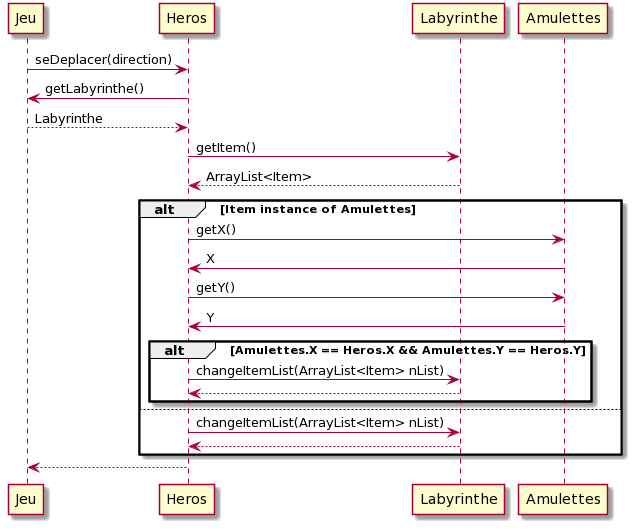 Jeu Heros Labyrinthe Amulettes
seDeplacer(direction)
getLabyrinthe()
Labyrinthe
getItem()
ArrayList<Item>
alt [Item instance of Amulettes]
getX()
X
getY()
Y
alt [Amulettes.X == Heros.X && Amulettes.Y == Heros.Y]
changeItemList(ArrayList<Item> nList)
changeItemList(ArrayList<Item> nList)
Jeu Heros Labyrinthe Amulettes